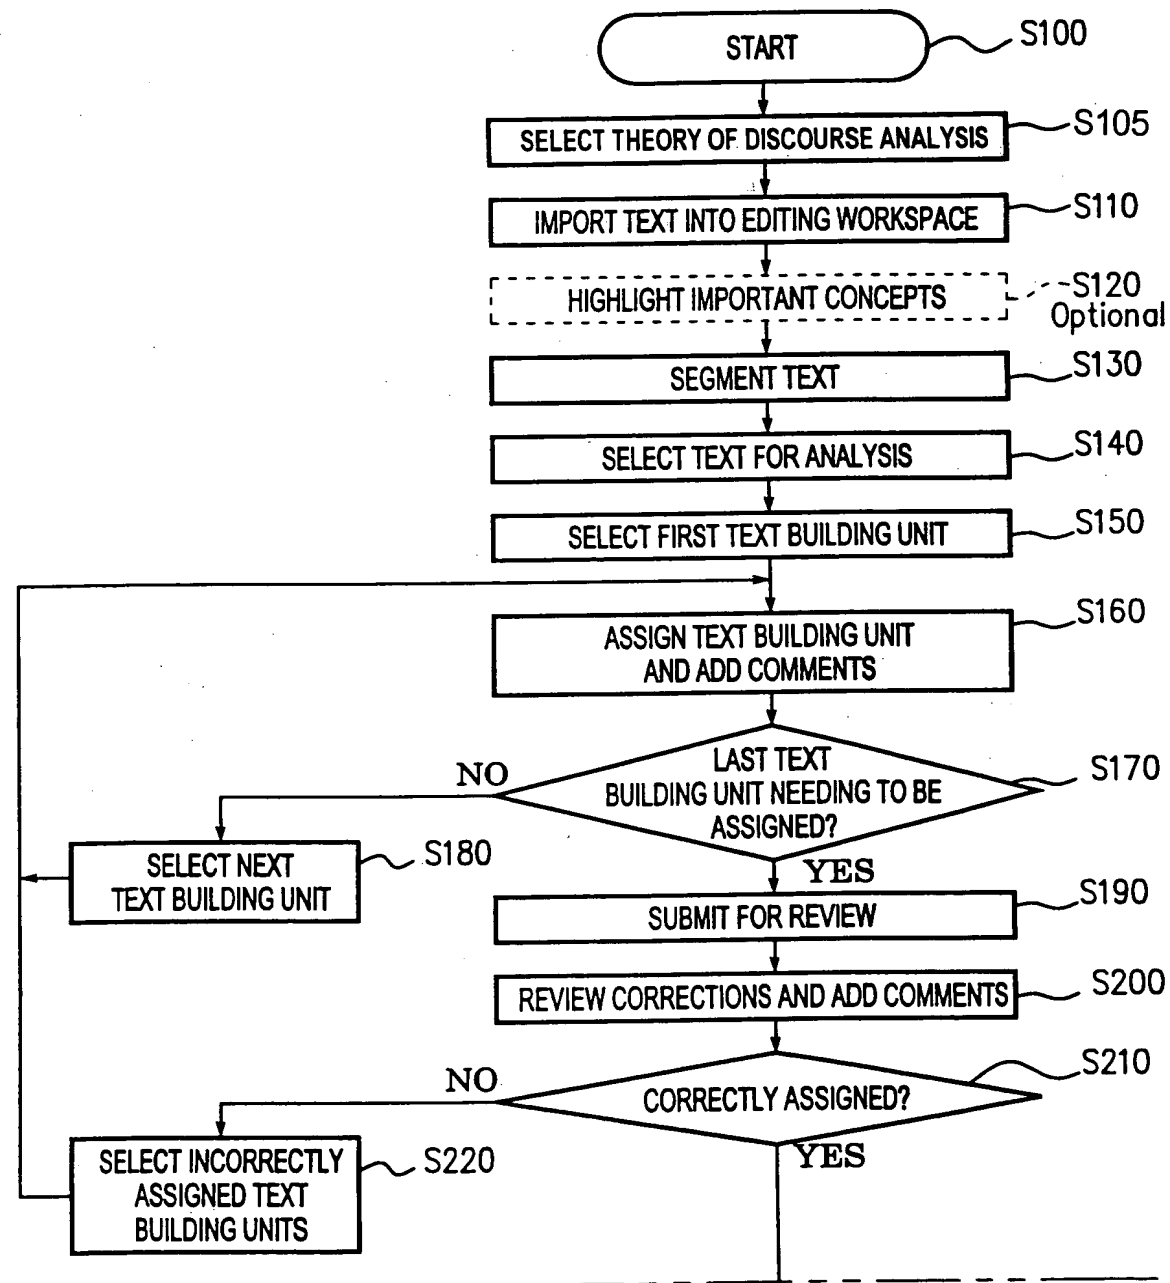 START
S100
SELECT THEORY OF DISCOURSE ANALYSIS
S105
IMPORT TEXT INTO EDITING WORKSPACE
S110
HIGHLIGHT IMPORTANT CONCEPTS
S120
Optional
SEGMENT TEXT
S130
SELECT TEXT FOR ANALYSIS
S140
SELECT FIRST TEXT BUILDING UNIT
S150
ASSIGN TEXT BUILDING UNIT
AND ADD COMMENTS
S160
LAST TEXT
BUILDING UNIT NEEDING TO BE
ASSIGNED?
S170
NO
YES
SELECT NEXT
TEXT BUILDING UNIT
S180
SUBMIT FOR REVIEW
S190
REVIEW CORRECTIONS AND ADD COMMENTS
S200
CORRECTLY ASSIGNED?
S210
NO
YES
SELECT INCORRECTLY
ASSIGNED TEXT
BUILDING UNITS
S220